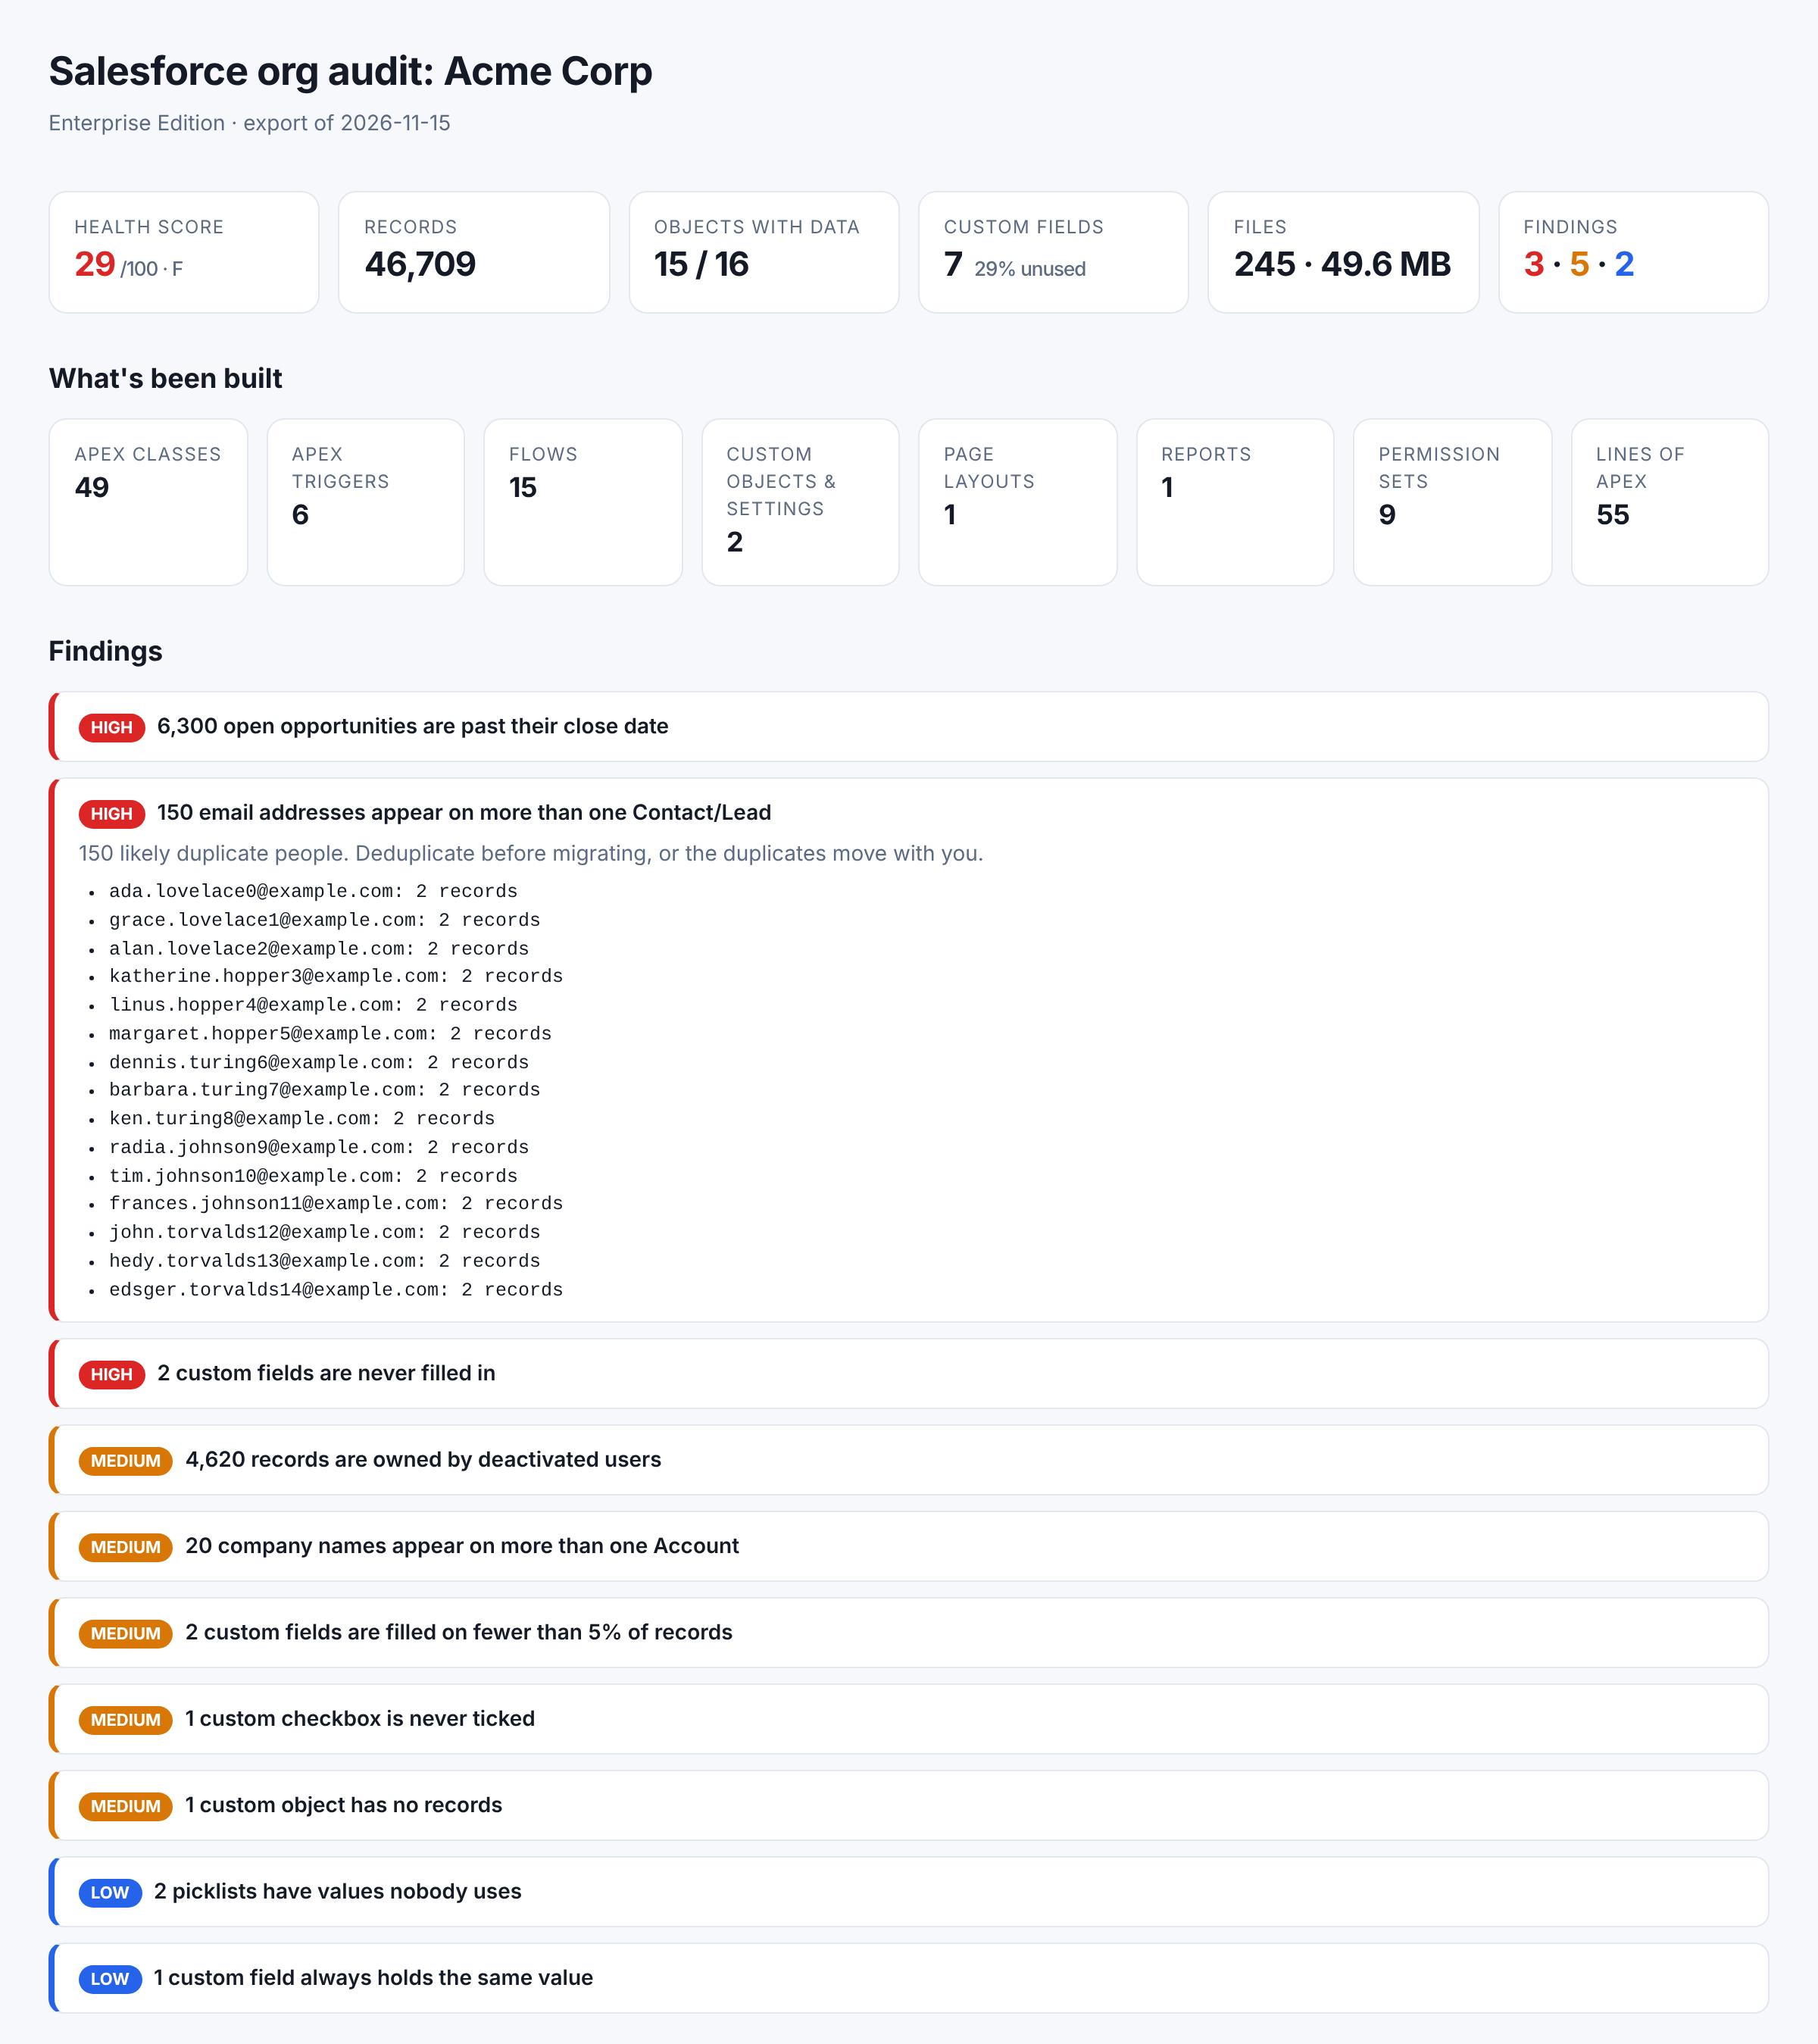 Salesforce org audit: Acme Corp
Enterprise Edition · export of 2026-11-15
HEALTH SCORE
29 /100 · F
RECORDS
46,709
OBJECTS WITH DATA
15 / 16
CUSTOM FIELDS
7 29% unused
FILES
245 · 49.6 MB
FINDINGS
3 · 5 · 2
What's been built
APEX CLASSES
49
APEX
TRIGGERS
6
FLOWS
15
CUSTOM
OBJECTS &
SETTINGS
2
PAGE
LAYOUTS
1
REPORTS
1
PERMISSION
SETS
9
LINES OF
APEX
55
Findings
HIGH 6,300 open opportunities are past their close date
HIGH 150 email addresses appear on more than one Contact/Lead
150 likely duplicate people. Deduplicate before migrating, or the duplicates move with you.
• ada.lovelace0@example.com: 2 records
• grace.lovelace1@example.com: 2 records
• alan.lovelace2@example.com: 2 records
• katherine.hopper3@example.com: 2 records
• linus.hopper4@example.com: 2 records
• margaret.hopper5@example.com: 2 records
• dennis.turing6@example.com: 2 records
• barbara.turing7@example.com: 2 records
• ken.turing8@example.com: 2 records
• radia.johnson9@example.com: 2 records
• tim.johnson10@example.com: 2 records
• frances.johnson11@example.com: 2 records
• john.torvalds12@example.com: 2 records
• hedy.torvalds13@example.com: 2 records
• edsger.torvalds14@example.com: 2 records
HIGH 2 custom fields are never filled in
MEDIUM 4,620 records are owned by deactivated users
MEDIUM 20 company names appear on more than one Account
MEDIUM 2 custom fields are filled on fewer than 5% of records
MEDIUM 1 custom checkbox is never ticked
MEDIUM 1 custom object has no records
LOW 2 picklists have values nobody uses
LOW 1 custom field always holds the same value